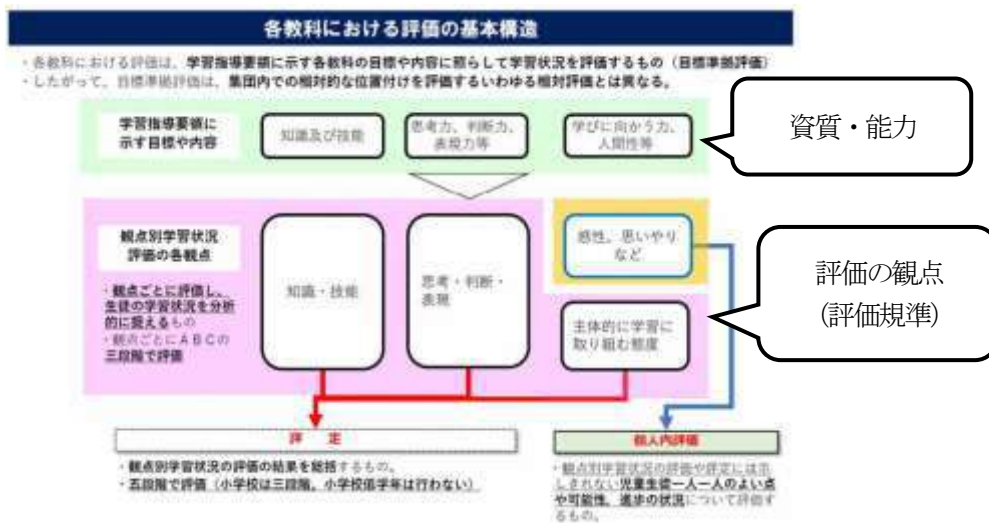 各教科における評価の基本構造
・各教科における評価は、学習指導要領に示す各教科の目標や内容に照らして学習状況を評価するもの（目標準拠評価）
・したがって、目標準拠評価は、集団内での相対的な位置付けを評価するいわゆる相対評価とは異なる。
学習指導要領に
示す目標や内容
知識及び技能
思考力、判断力、
表現力等
学びに向かう力、
人間性等
資質・能力
観点別学習状況
評価の各観点
・観点ごとに評価し、
生徒の学習状況を分析
的に捉えるもの
・観点ごとにＡＢＣの
三段階で評価
知識・技能
思考・判断・
表現
感性、思いやり
など
主体的に学習に
取り組む態度
評価の観点
(評価規準)
評　定
・観点別学習状況の評価の結果を総括するもの。
・五段階で評価（小学校は三段階。小学校低学年は行わない）
個人内評価
・観点別学習状況の評価や評定には示
しきれない児童生徒一人一人のよい点
や可能性、進歩の状況について評価す
るもの。